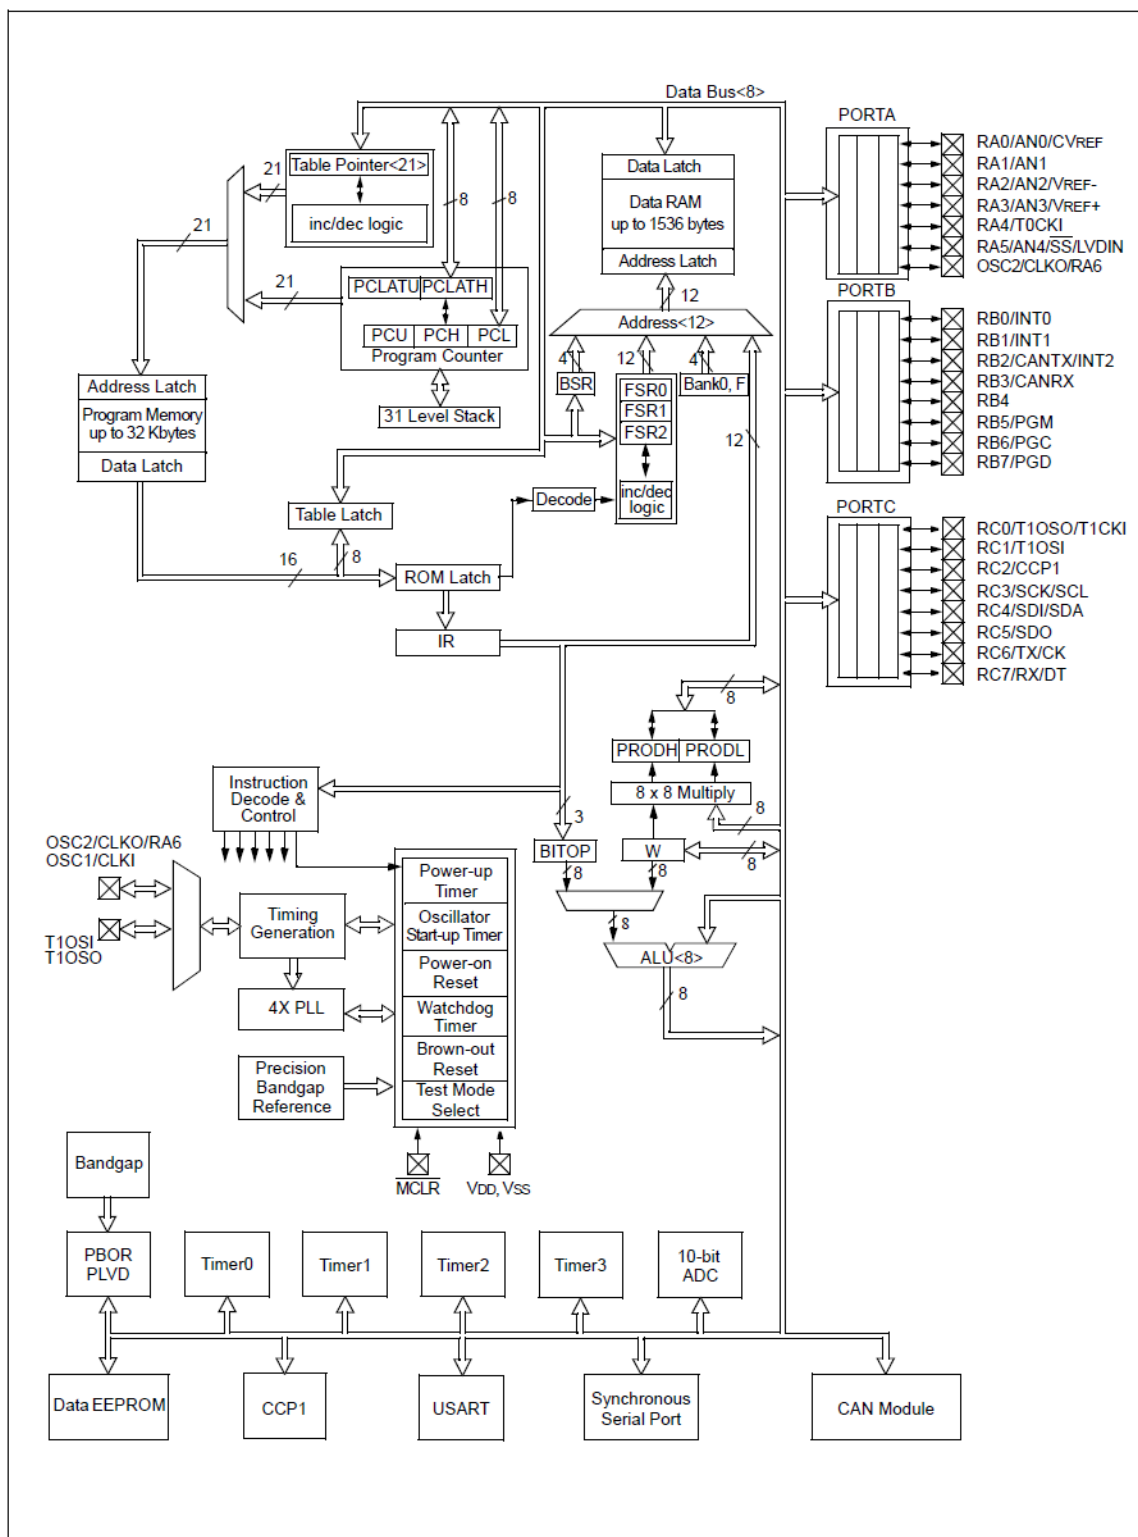 Data Bus<8>
PORTA
RA0/AN0/CVREF
RA1/AN1
RA2/AN2/VREF-
RA3/AN3/VREF+
RA4/T0CKI
RA5/AN4/SS/LVDIN
OSC2/CLKO/RA6
Table Pointer<21>
inc/dec logic
21
21
21
8
8
Data Latch
Data RAM
up to 1536 bytes
Address Latch
12
Address<12>
4
12
4
BSR
Bank0, F
FSR0
FSR1
FSR2
inc/dec
logic
12
PCLATU
PCLATH
PCU
PCH
PCL
Program Counter
31 Level Stack
PORTB
RB0/INT0
RB1/INT1
RB2/CANTX/INT2
RB3/CANRX
RB4
RB5/PGM
RB6/PGC
RB7/PGD
Address Latch
Program Memory
up to 32 Kbytes
Data Latch
Table Latch
Decode
16
8
ROM Latch
IR
PORTC
RC0/T1OSO/T1CKI
RC1/T1OSI
RC2/CCP1
RC3/SCK/SCL
RC4/SDI/SDA
RC5/SDO
RC6/TX/CK
RC7/RX/DT
8
PRODH
PRODL
8 x 8 Multiply
8
Instruction
Decode &
Control
3
BITOP
W
8
8
8
8
ALU<8>
8
OSC2/CLKO/RA6
OSC1/CLKI
T1OSI
T1OSO
Timing
Generation
4X PLL
Precision
Bandgap
Reference
Power-up
Timer
Oscillator
Start-up Timer
Power-on
Reset
Watchdog
Timer
Brown-out
Reset
Test Mode
Select
MCLR
VDD, VSS
Bandgap
PBOR
PLVD
Timer0
Timer1
Timer2
Timer3
10-bit
ADC
Data EEPROM
CCP1
USART
Synchronous
Serial Port
CAN Module